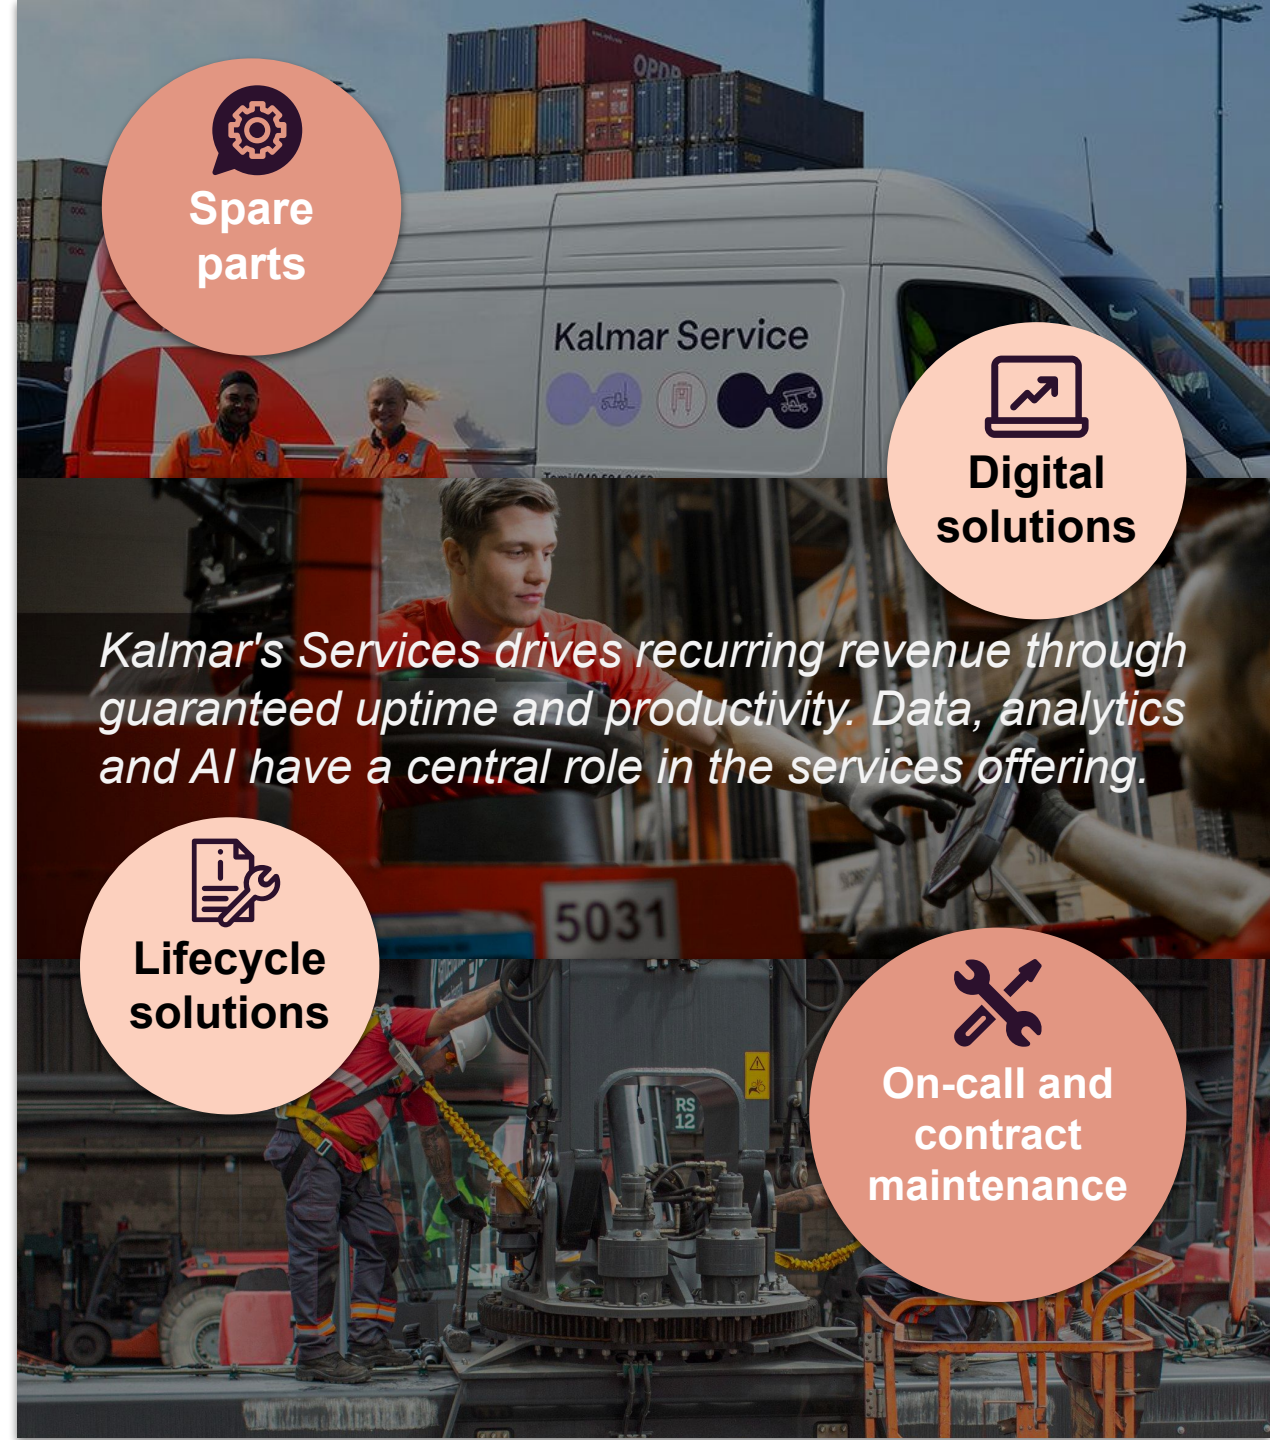 OPDR
Spare
parts
Kalmar Service
Digital
solutions
Kalmar's Services drives recurring revenue through
guaranteed uptime and productivity. Data, analytics
and AI have a central role in the services offering.
5031
Lifecycle
solutions
RS
12
On-call and
contract
maintenance